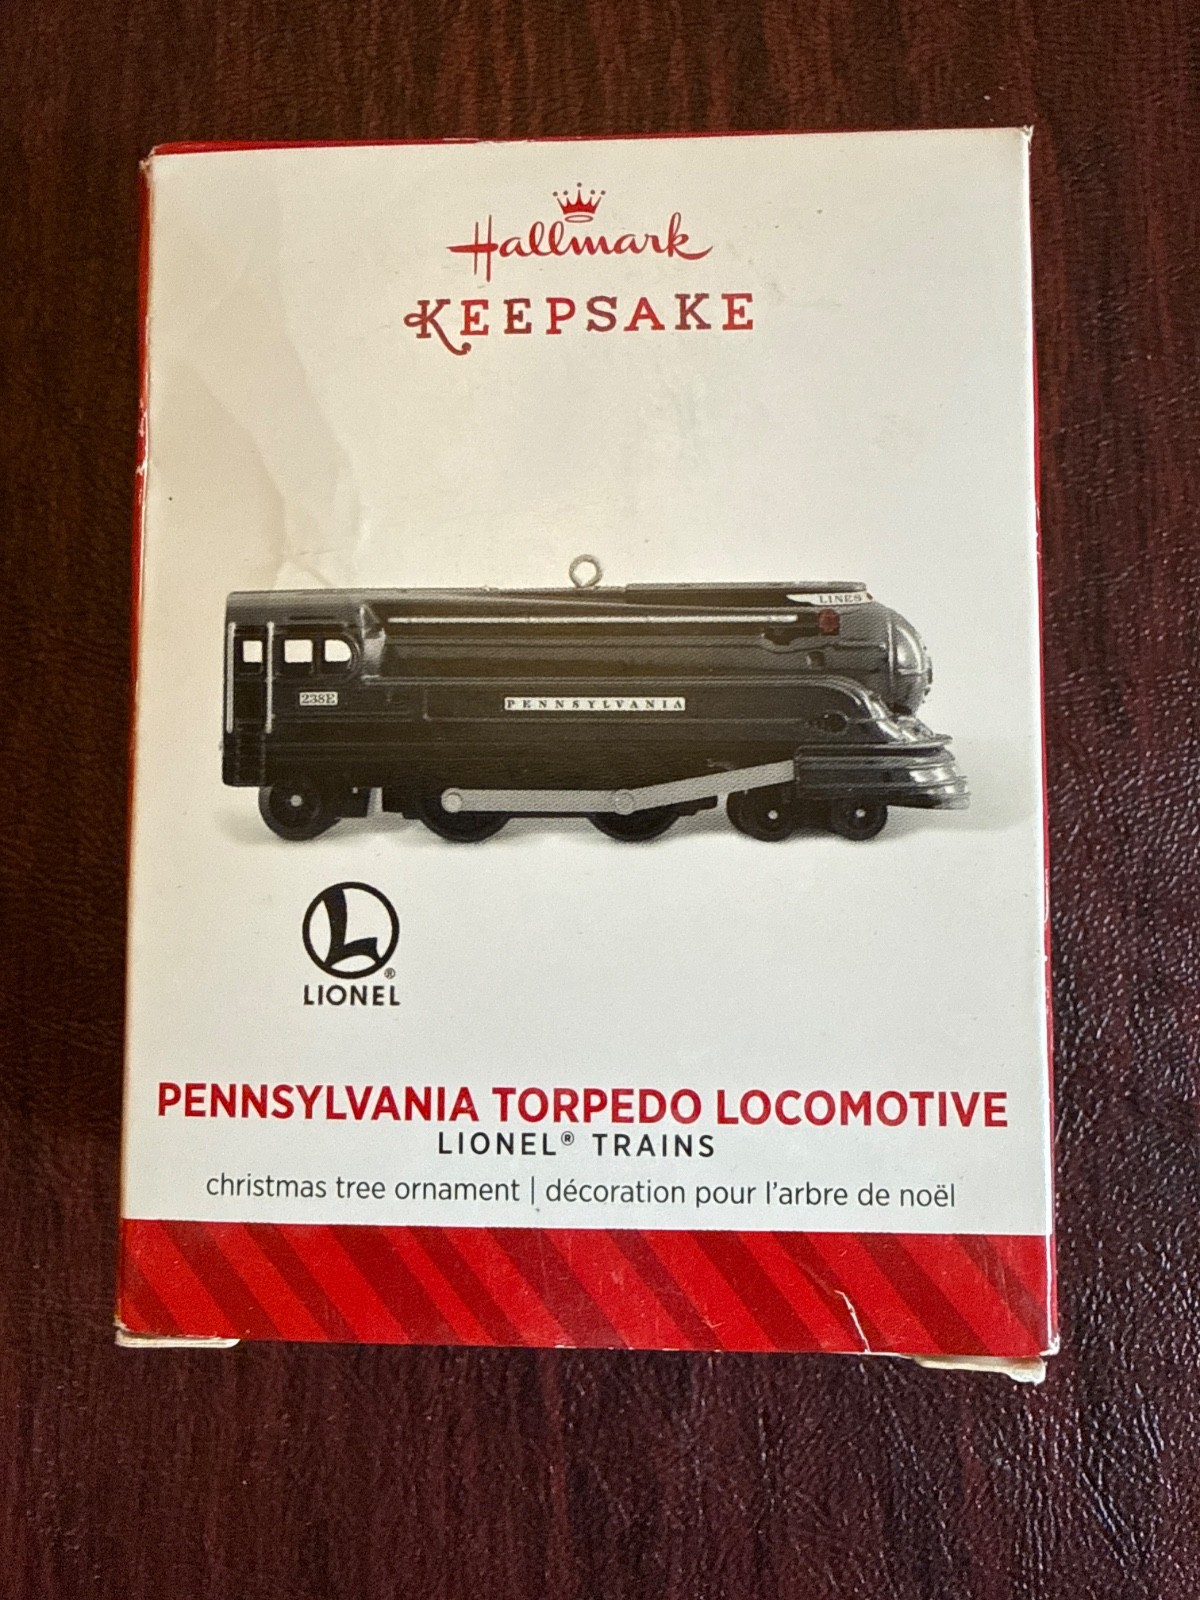 Hallmark
KEEPSAKE
LINES
238E
PENNSYLVANIA
L
®
LIONEL
PENNSYLVANIA TORPEDO LOCOMOTIVE
LIONEL® TRAINS
christmas tree ornament | décoration pour l'arbre de noël